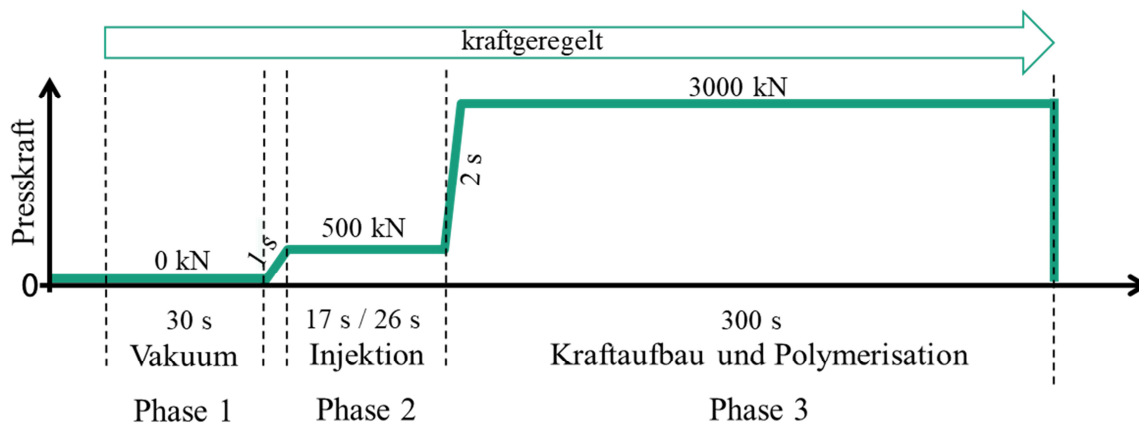 kraftgeregelt
3000 kN
Presskraft
2 s
500 kN
1 s
0 kN
0
30 s
17 s / 26 s
300 s
Vakuum
Injektion
Kraftaufbau und Polymerisation
Phase 1
Phase 2
Phase 3